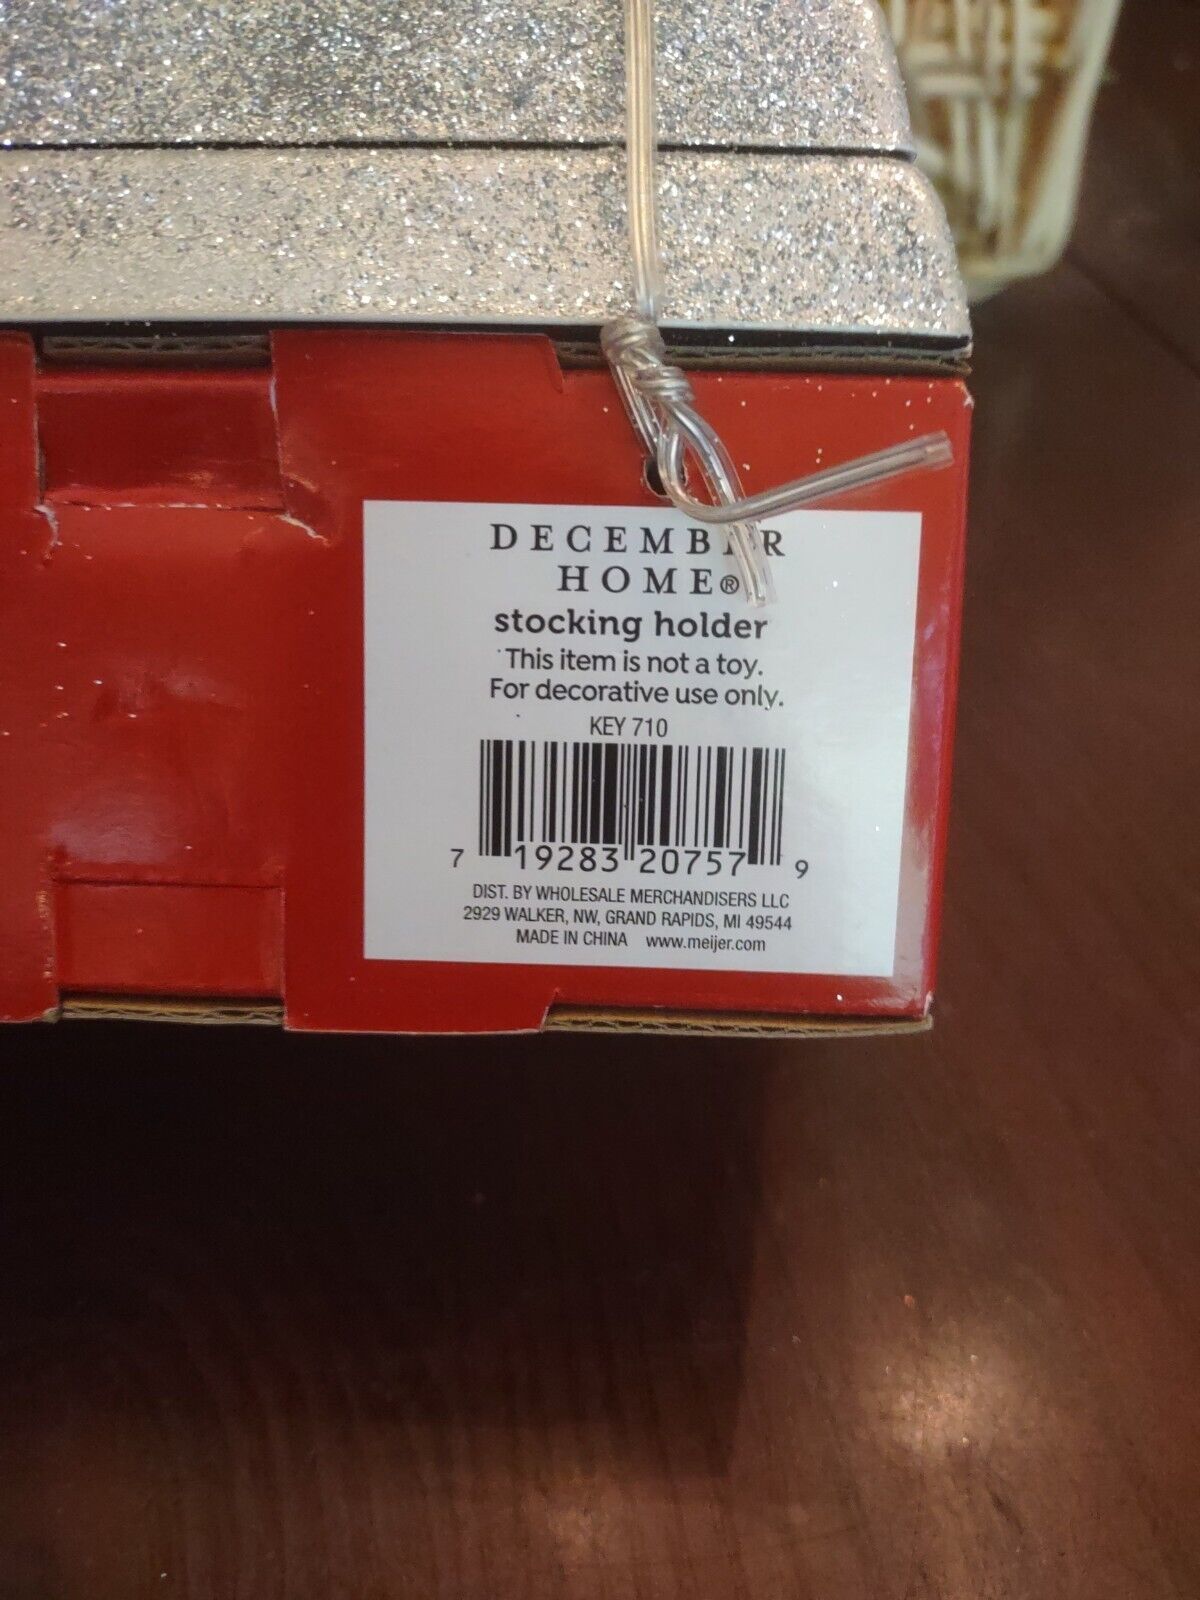 DECEMBER
HOME®
stocking holder
This item is not a toy.
For decorative use only.
KEY 710
7 19283 20757 9
DIST. BY WHOLESALE MERCHANDISERS LLC
2929 WALKER, NW, GRAND RAPIDS, MI 49544
MADE IN CHINA www.meijer.com